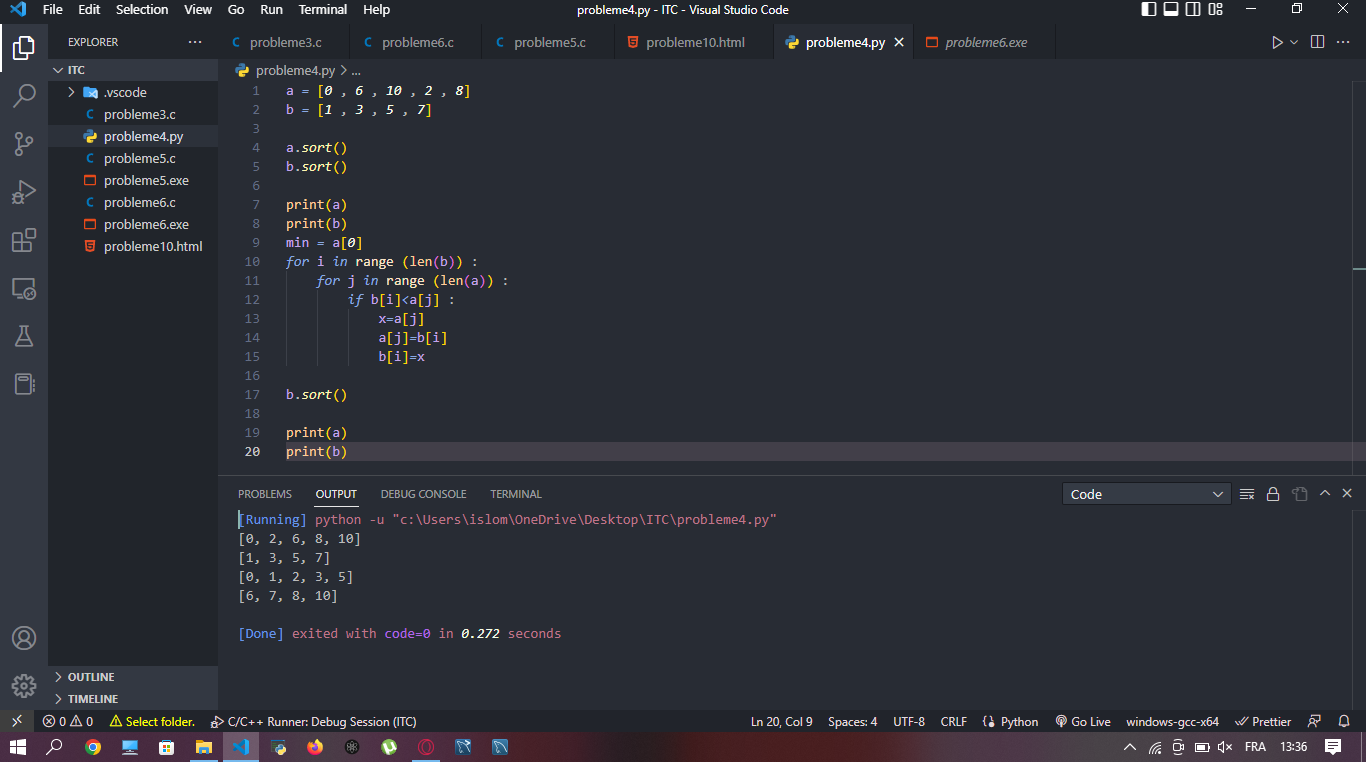 File Edit Selection View Go Run Terminal Help probleme4.py - ITC - Visual Studio Code
EXPLORER ...
probleme3.c probleme6.c probleme5.c probleme10.html probleme4.py probleme6.exe
ITC
.vscode
probleme3.c
probleme4.py
probleme5.c
probleme5.exe
probleme6.c
probleme6.exe
probleme10.html
OUTLINE
TIMELINE
probleme4.py > ...
1 a = [0 , 6 , 10 , 2 , 8]
2 b = [1 , 3 , 5 , 7]
3
4 a.sort()
5 b.sort()
6
7 print(a)
8 print(b)
9 min = a[0]
10 for i in range (len(b)) :
11 for j in range (len(a)) :
12 if b[i]<a[j] :
13 x=a[j]
14 a[j]=b[i]
15 b[i]=x
16
17 b.sort()
18
19 print(a)
20 print(b)
PROBLEMS OUTPUT DEBUG CONSOLE TERMINAL Code
[Running] python -u "c:\Users\islom\OneDrive\Desktop\ITC\probleme4.py"
[0, 2, 6, 8, 10]
[1, 3, 5, 7]
[0, 1, 2, 3, 5]
[6, 7, 8, 10]
[Done] exited with code=0 in 0.272 seconds
0 0 Select folder. C/C++ Runner: Debug Session (ITC) Ln 20, Col 9 Spaces: 4 UTF-8 CRLF Python Go Live windows-gcc-x64 Prettier
FRA 13:36